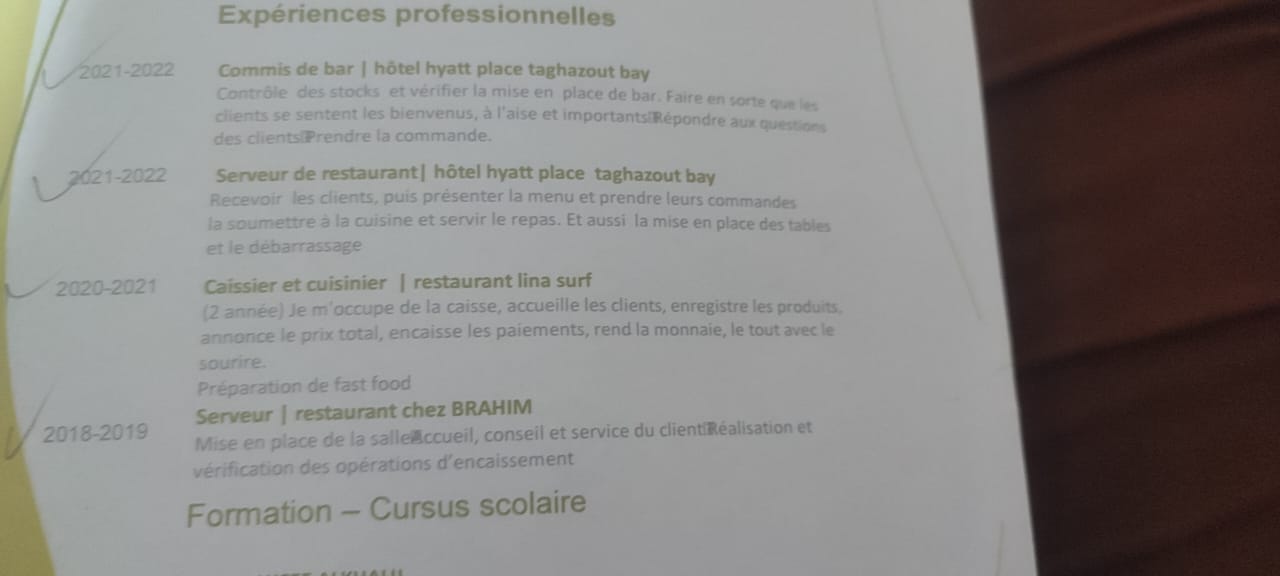 Expériences professionnelles
2021-2022 Commis de bar | hôtel hyatt place taghazout bay
Contrôle des stocks et vérifier la mise en place de bar. Faire en sorte que les
clients se sentent les bienvenus, à l'aise et importants Répondre aux questions
des clients Prendre la commande.
2021-2022 Serveur de restaurant| hôtel hyatt place taghazout bay
Recevoir les clients, puis présenter la menu et prendre leurs commandes
la soumettre à la cuisine et servir le repas. Et aussi la mise en place des tables
et le débarrassage
2020-2021 Caissier et cuisinier | restaurant lina surf
(2 année) Je m'occupe de la caisse, accueille les clients, enregistre les produits,
annonce le prix total, encaisse les paiements, rend la monnaie, le tout avec le
sourire.
Préparation de fast food
Serveur | restaurant chez BRAHIM
2018-2019 Mise en place de la salle Accueil, conseil et service du client Réalisation et
vérification des opérations d'encaissement
Formation – Cursus scolaire